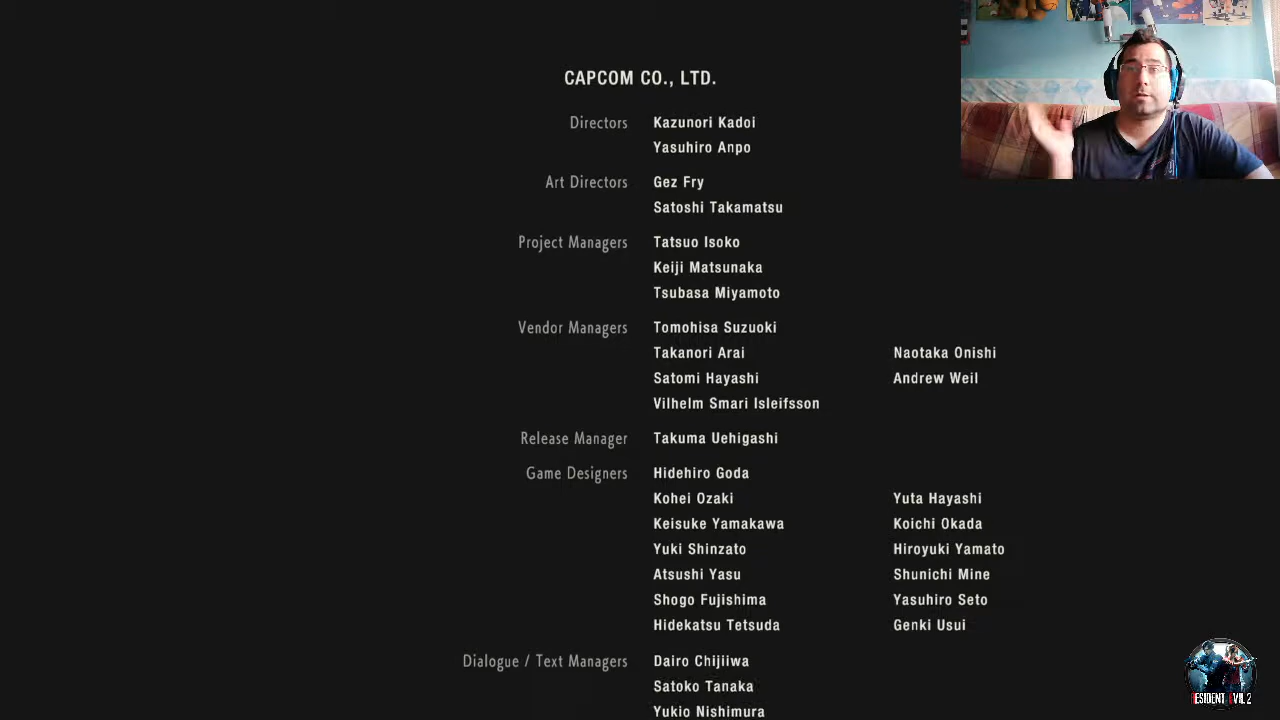 CAPCOM CO., LTD.
Directors Kazunori Kadoi
Yasuhiro Anpo
Art Directors Gez Fry
Satoshi Takamatsu
Project Managers Tatsuo Isoko
Keiji Matsunaka
Tsubasa Miyamoto
Vendor Managers Tomohisa Suzuoki
Takanori Arai Naotaka Onishi
Satomi Hayashi Andrew Weil
Vilhelm Smari Isleifsson
Release Manager Takuma Uehigashi
Game Designers Hidehiro Goda
Kohei Ozaki Yuta Hayashi
Keisuke Yamakawa Koichi Okada
Yuki Shinzato Hiroyuki Yamato
Atsushi Yasu Shunichi Mine
Shogo Fujishima Yasuhiro Seto
Hidekatsu Tetsuda Genki Usui
Dialogue / Text Managers Dairo Chijiiwa
Satoko Tanaka
Yukio Nishimura
RESIDENT EVIL 2